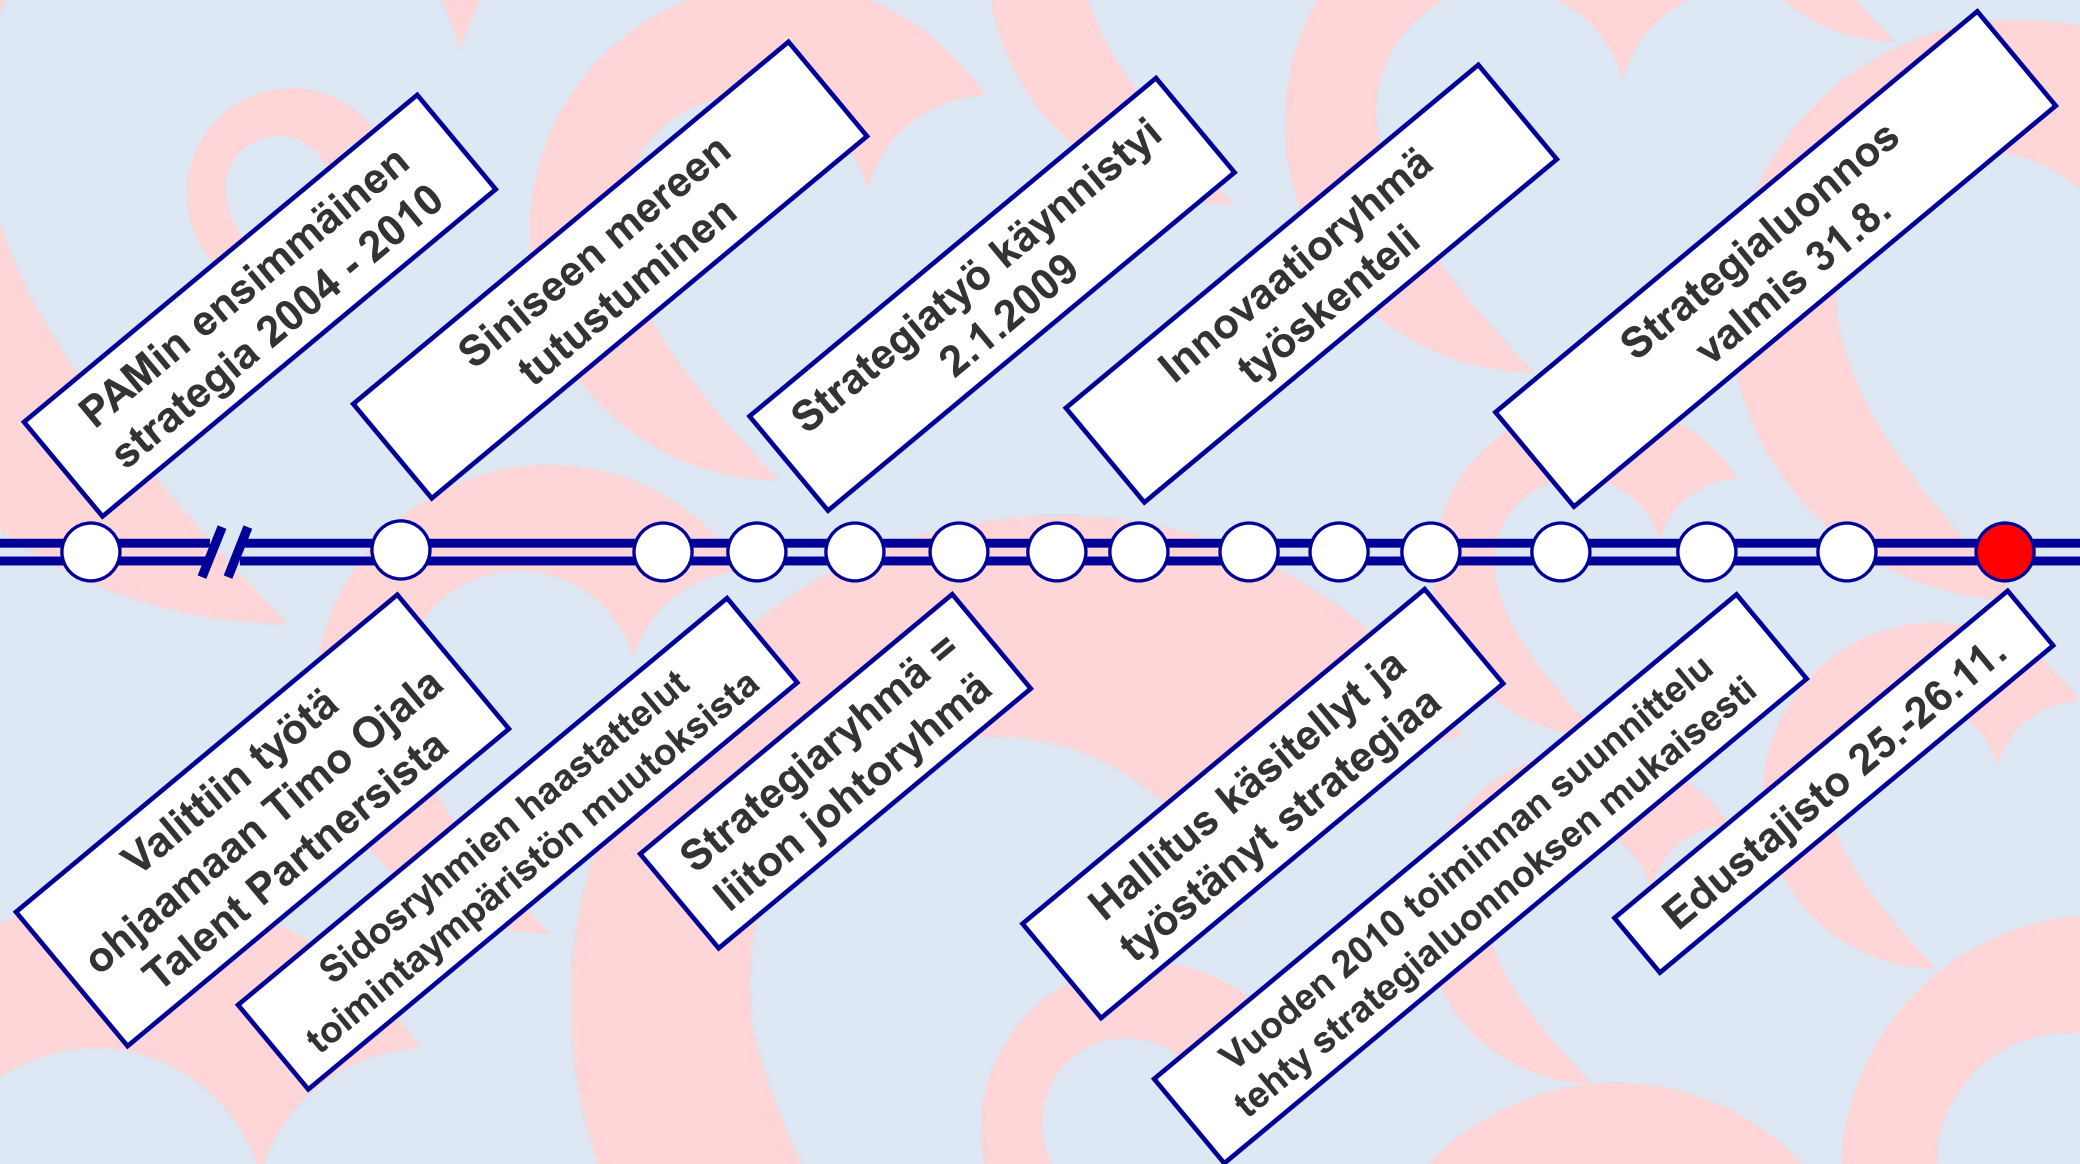 PAMin ensimmäinen
strategia 2004 - 2010
Siniseen mereen
tutustuminen
Strategiatyö käynnistyi
2.1.2009
Innovaatioryhmä
työskenteli
Strategialuonnos
valmis 31.8.
Valittiin työtä
ohjaamaan Timo Ojala
Talent Partnersista
Sidosryhmien haastattelut
toimintaympäristön muutoksista
Strategiaryhmä =
liiton johtoryhmä
Hallitus käsitellyt ja
työstänyt strategiaa
Vuoden 2010 toiminnan suunnittelu
tehty strategialuonnoksen mukaisesti
Edustajisto 25.-26.11.